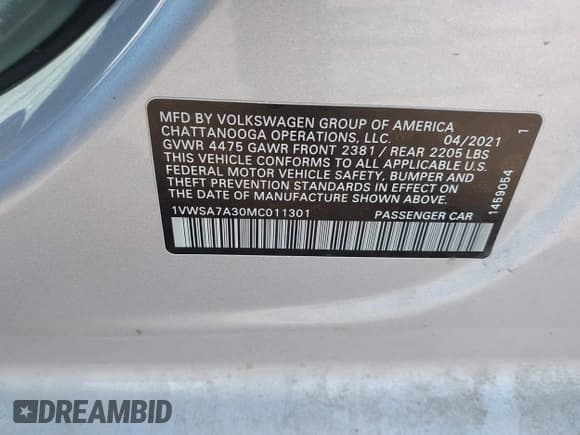 MFD BY VOLKSWAGEN GROUP OF AMERICA
CHATTANOOGA OPERATIONS, LLC. 04/2021
GVWR 4475 GAWR FRONT 2381 / REAR 2205 LBS
THIS VEHICLE CONFORMS TO ALL APPLICABLE U.S.
FEDERAL MOTOR VEHICLE SAFETY, BUMPER AND
THEFT PREVENTION STANDARDS IN EFFECT ON
THE DATE OF MANUFACTURE SHOWN ABOVE.
1VWSA7A30MC011301 PASSENGER CAR
1459054 1
DREAMBID